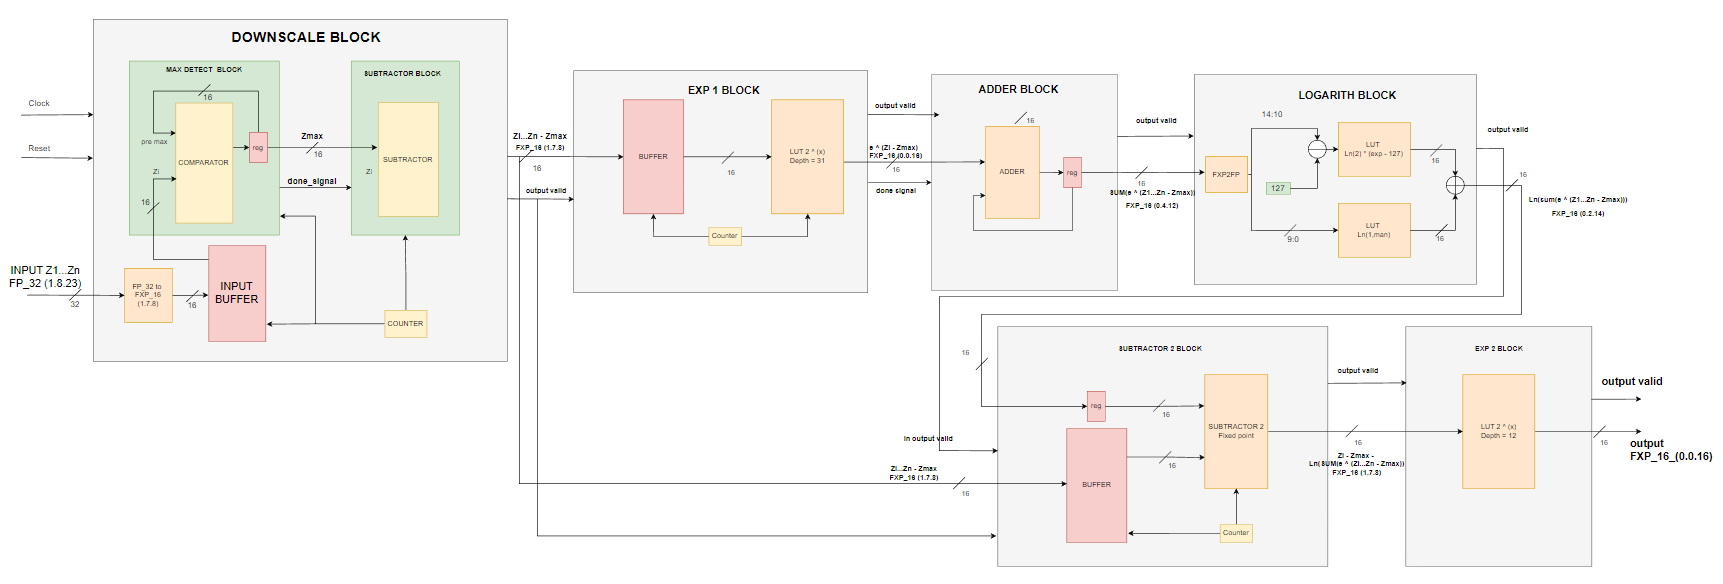 DOWNSCALE BLOCK
MAX DETECT BLOCK
16
pre max
COMPARATOR
reg
Zi
16
Zmax
16
done_signal
SUBTRACTOR BLOCK
SUBTRACTOR
Zi
Clock
Reset
INPUT Z1...Zn
FP_32 (1.8.23)
32
FP_32 to
FXP_16
(1.7.8)
16
INPUT
BUFFER
COUNTER
Zi...Zn - Zmax
FXP_16 (1.7.8)
16
output valid
EXP 1 BLOCK
BUFFER
16
LUT 2 ^ (x)
Depth = 31
Counter
output valid
e ^ (Zi - Zmax)
FXP_16 (0.0.16)
16
done signal
ADDER BLOCK
16
ADDER
reg
output valid
16
SUM(e ^ (Z1...Zn - Zmax))
FXP_16 (0.4.12)
LOGARITH BLOCK
14:10
FXP2FP
127
LUT
Ln(2) * (exp - 127)
16
9:0
LUT
Ln(1,man)
16
output valid
16
Ln(sum(e ^ (Z1...Zn - Zmax)))
FXP_16 (0.2.14)
SUBTRACTOR 2 BLOCK
16
reg
16
in output valid
Zi...Zn - Zmax
FXP_16 (1.7.8)
16
BUFFER
16
SUBTRACTOR 2
Fixed point
Counter
output valid
16
Zi - Zmax -
Ln(SUM(e ^ (Zi...Zn - Zmax))
FXP_16 (1.7.8)
EXP 2 BLOCK
LUT 2 ^ (x)
Depth = 12
output valid
16
output
FXP_16_(0.0.16)